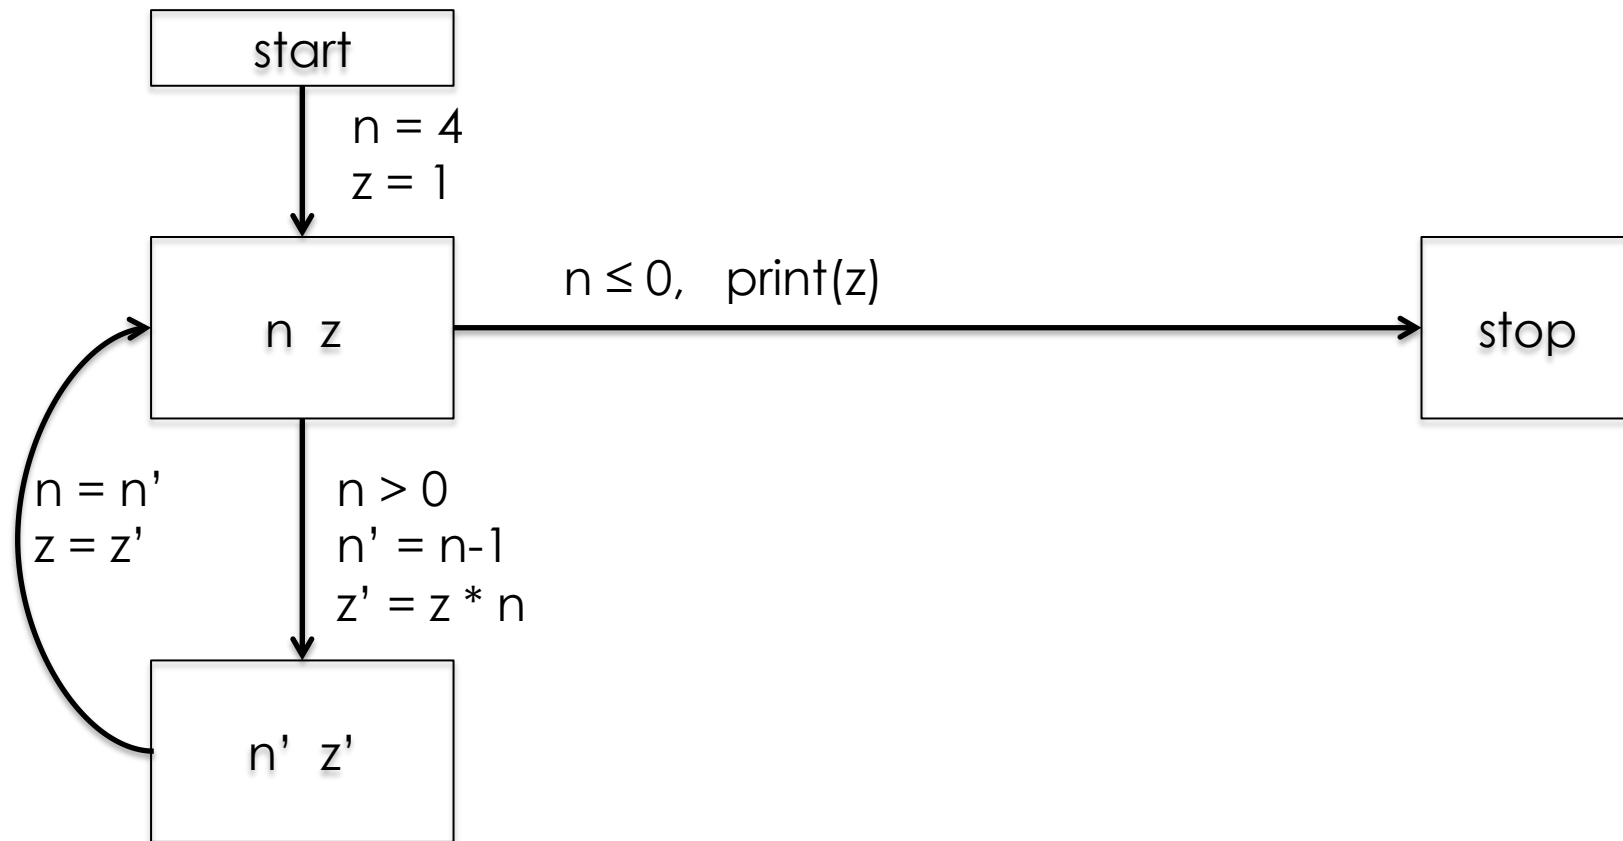 start
n = 4
z = 1
n z
n ≤ 0, print(z)
stop
n = n’
z = z’
n > 0
n’ = n-1
z’ = z * n
n’ z’